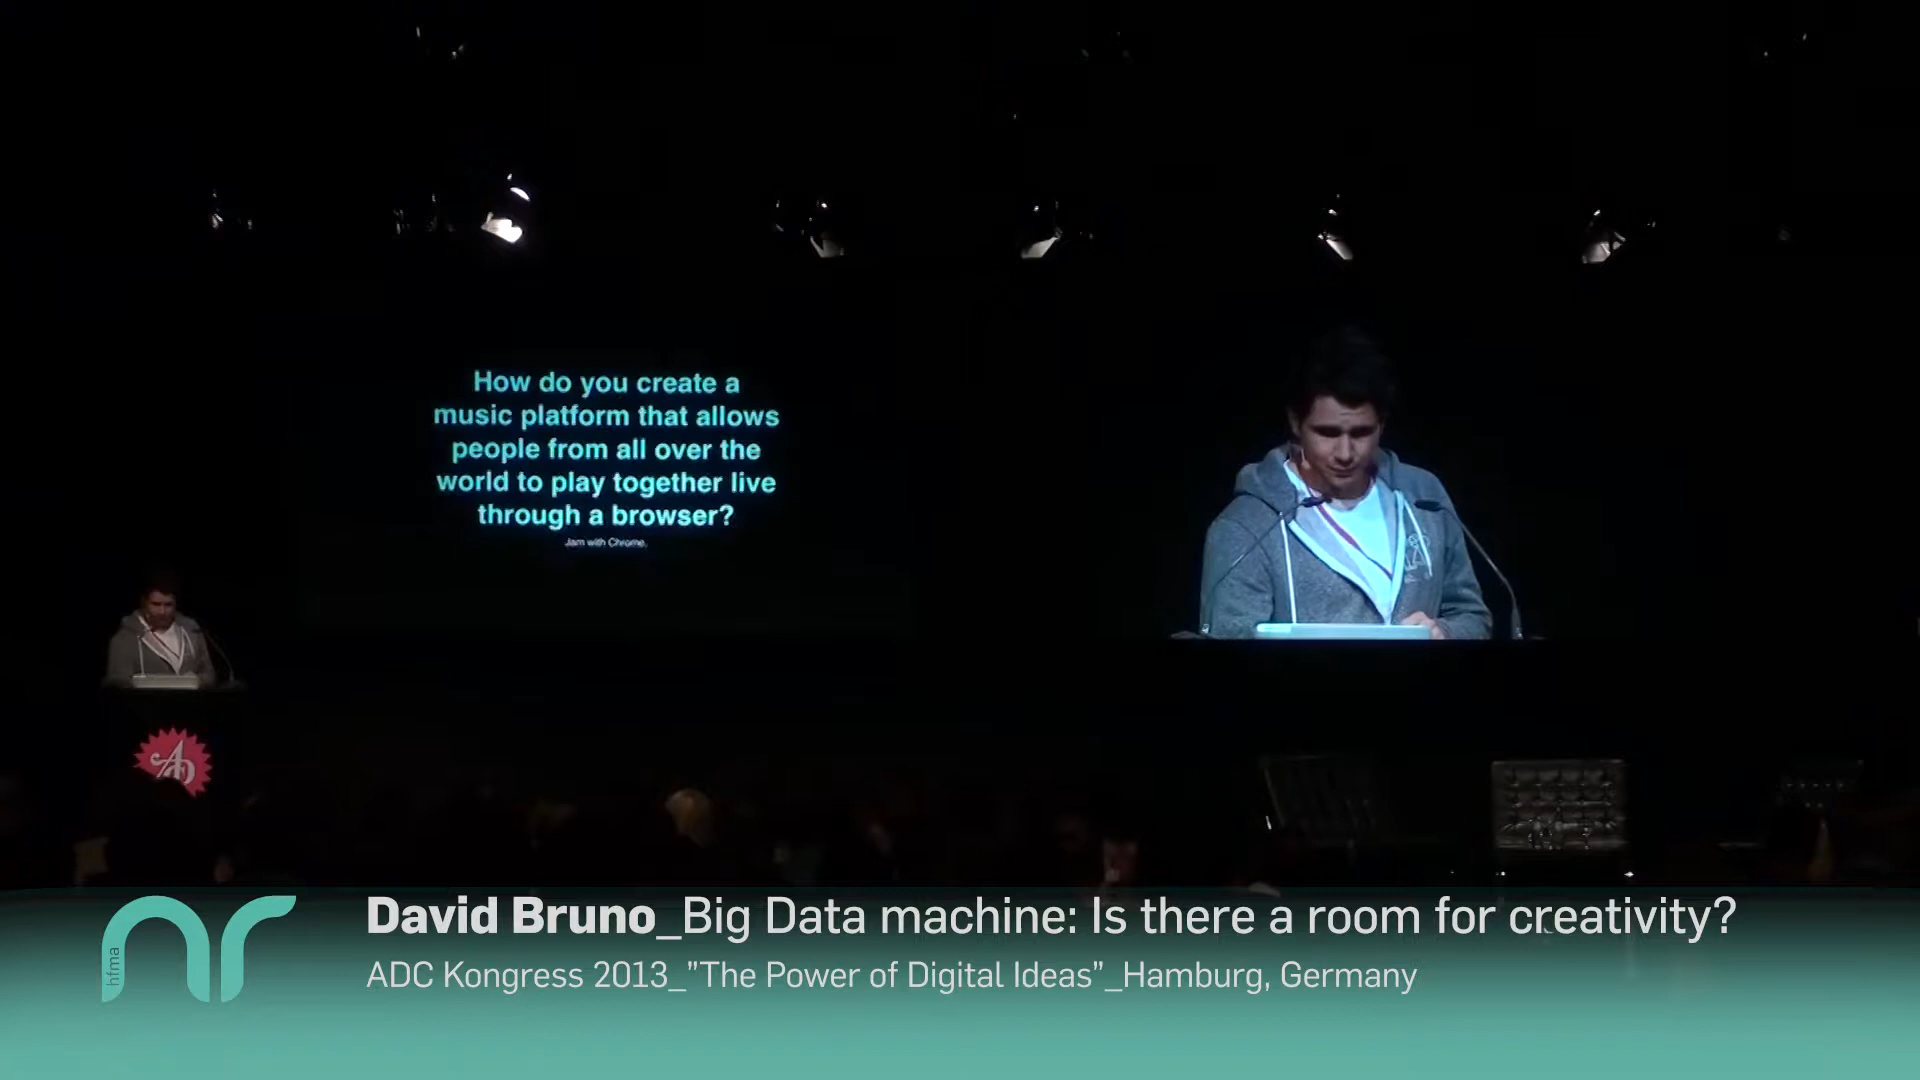 How do you create a
music platform that allows
people from all over the
world to play together live
through a browser?
Jam with Chrome.
AD
hfma
nr
David Bruno_Big Data machine: Is there a room for creativity?
ADC Kongress 2013_"The Power of Digital Ideas"_Hamburg, Germany